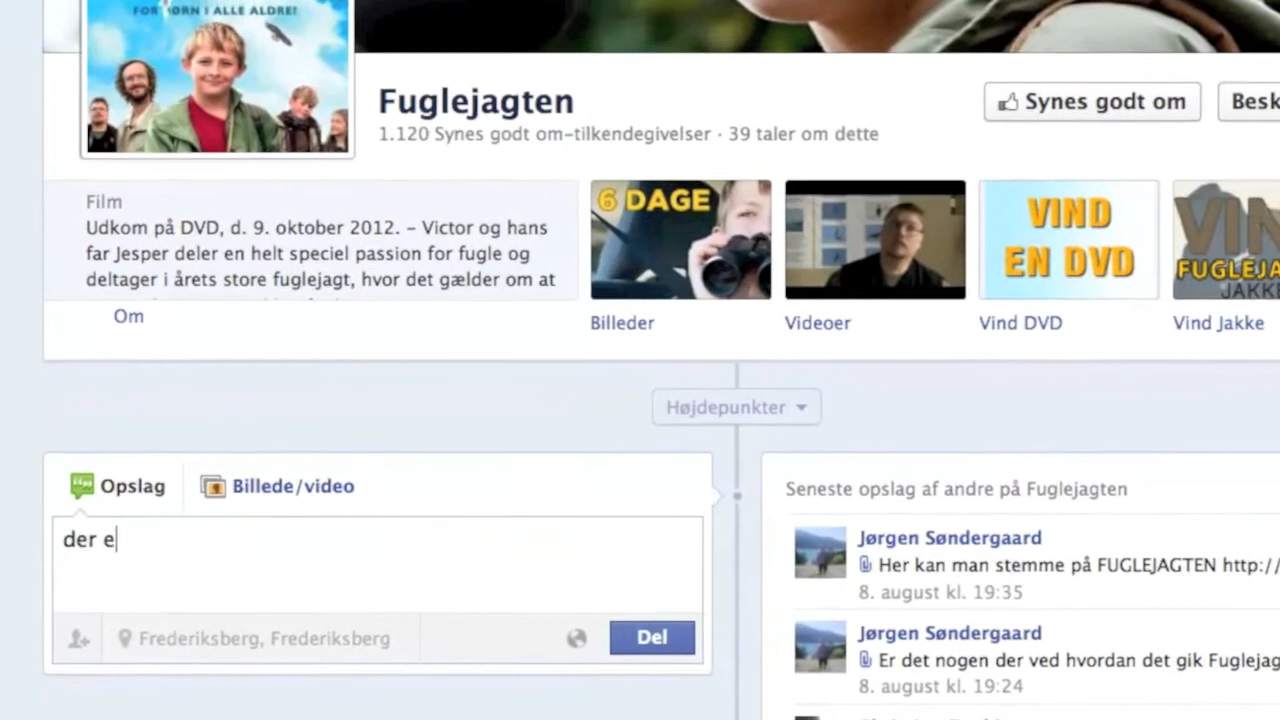 FOR BØRN I ALLE ALDRE!
Fuglejagten
1.120 Synes godt om-tilkendegivelser · 39 taler om dette
Synes godt om
Besk
Film
Udkom på DVD, d. 9. oktober 2012. – Victor og hans
far Jesper deler en helt speciel passion for fugle og
deltager i årets store fuglejagt, hvor det gælder om at
Om
6 DAGE
Billeder
Videoer
VIND
EN DVD
Vind DVD
VIN
FUGLEJA
JAKKE
Vind Jakke
Højdepunkter
Opslag
Billede/video
der e
Frederiksberg, Frederiksberg
Del
Seneste opslag af andre på Fuglejagten
Jørgen Søndergaard
Her kan man stemme på FUGLEJAGTEN http://
8. august kl. 19:35
Jørgen Søndergaard
Er det nogen der ved hvordan det gik Fuglejag
8. august kl. 19:24